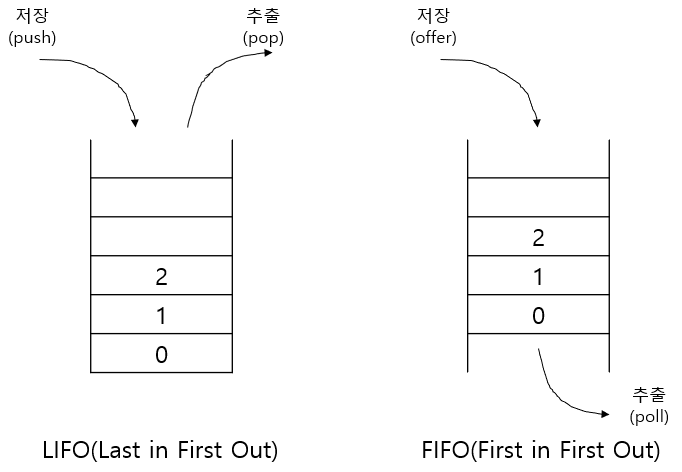 저장
(push)
추출
(pop)
2
1
0
LIFO(Last in First Out)
저장
(offer)
2
1
0
추출
(poll)
FIFO(First in First Out)